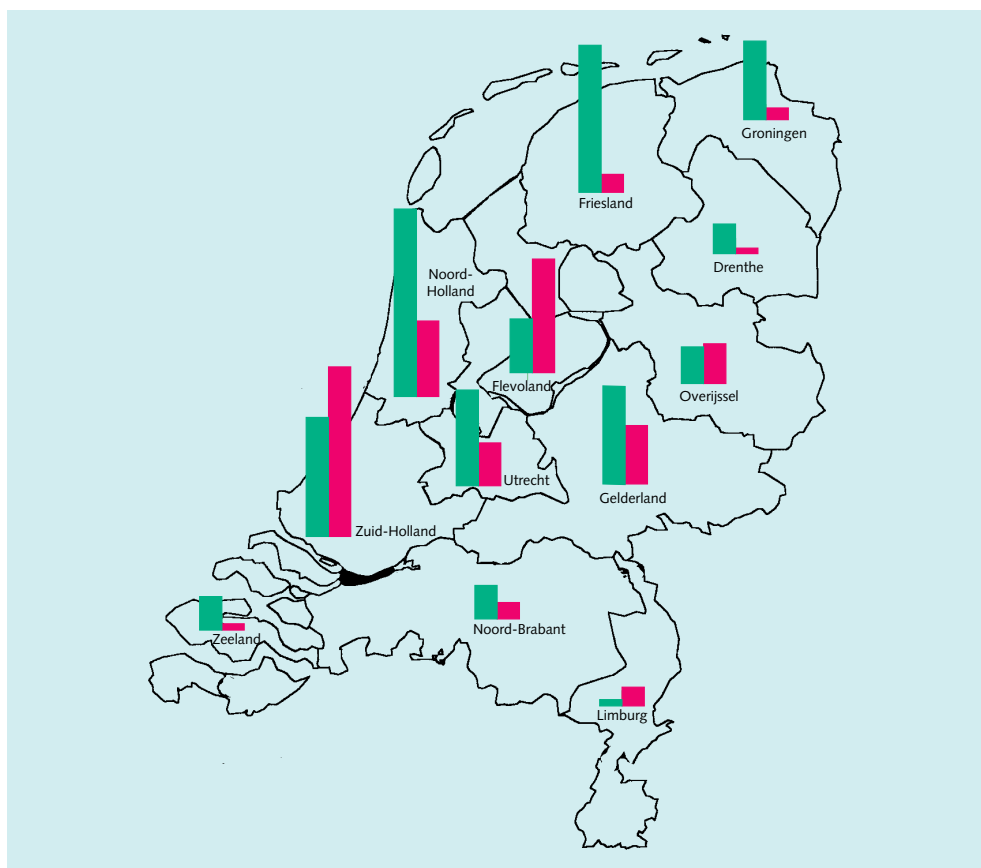 Groningen
Friesland
Drenthe
Noord-
Holland
Flevoland
Overijssel
Utrecht
Gelderland
Zuid-Holland
Noord-Brabant
Zeeland
Limburg